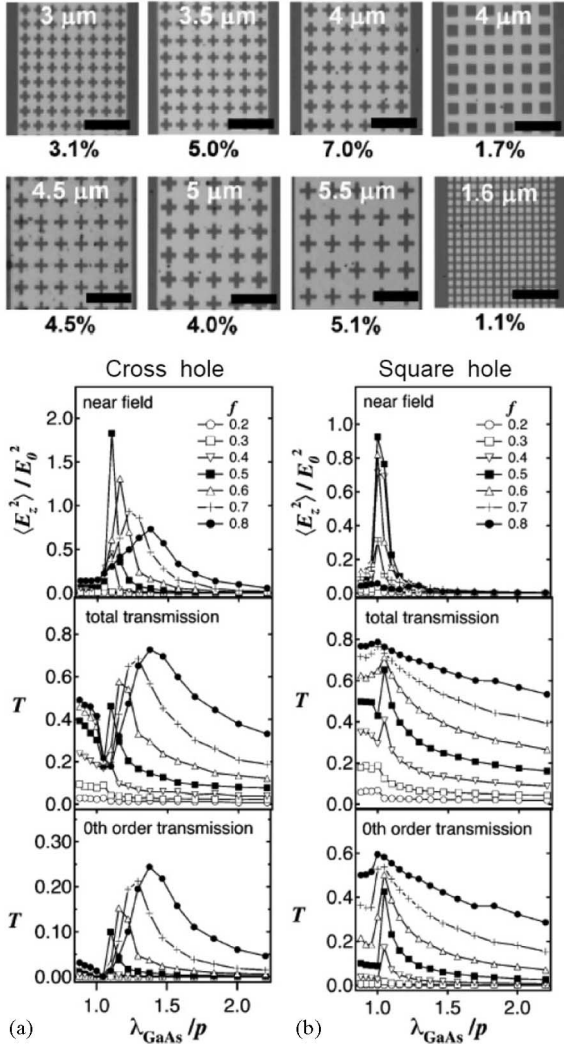 3 μm 3.5 μm 4 μm 4 μm
3.1% 5.0% 7.0% 1.7%
4.5 μm 5 μm 5.5 μm 1.6 μm
4.5% 4.0% 5.1% 1.1%
Cross hole Square hole
near field
f
0.2
0.3
0.4
0.5
0.6
0.7
0.8
2.0
1.5
1.0
0.5
0.0
⟨E_z^2⟩ / E_0^2
near field
f
0.2
0.3
0.4
0.5
0.6
0.7
0.8
1.0
0.8
0.6
0.4
0.2
0.0
⟨E_z^2⟩ / E_0^2
total transmission
0.8
0.6
0.4
0.2
0.0
T
total transmission
0.8
0.6
0.4
0.2
0.0
T
0th order transmission
0.30
0.20
0.10
0.00
T
1.0 1.5 2.0
(a) λ_GaAs /p
0th order transmission
0.6
0.4
0.2
0.0
T
1.0 1.5 2.0
(b) λ_GaAs /p